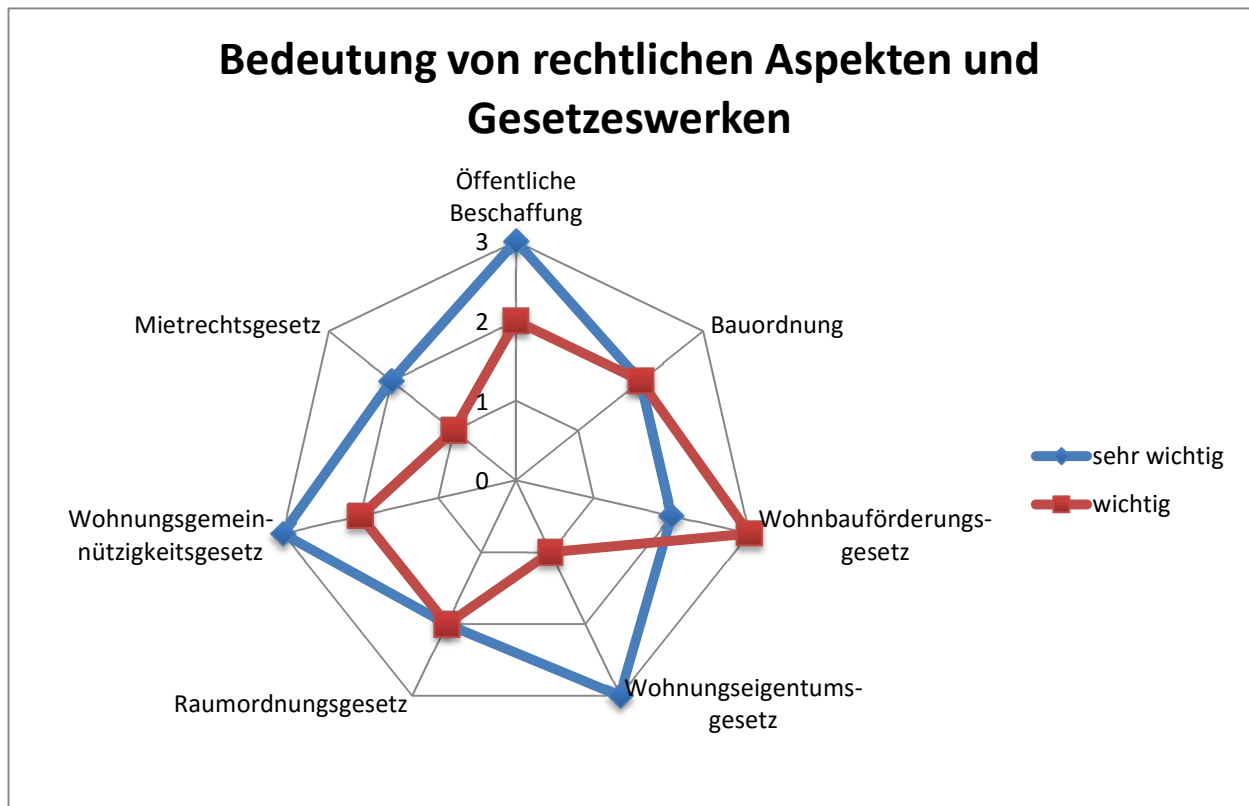 Bedeutung von rechtlichen Aspekten und
Gesetzeswerken
Öffentliche
Beschaffung
3
2
1
0
Bauordnung
Wohnbauförderungs-
gesetz
Wohnungseigentums-
gesetz
Raumordnungsgesetz
Wohnungsgemein-
nützigkeitsgesetz
Mietrechtsgesetz
sehr wichtig
wichtig